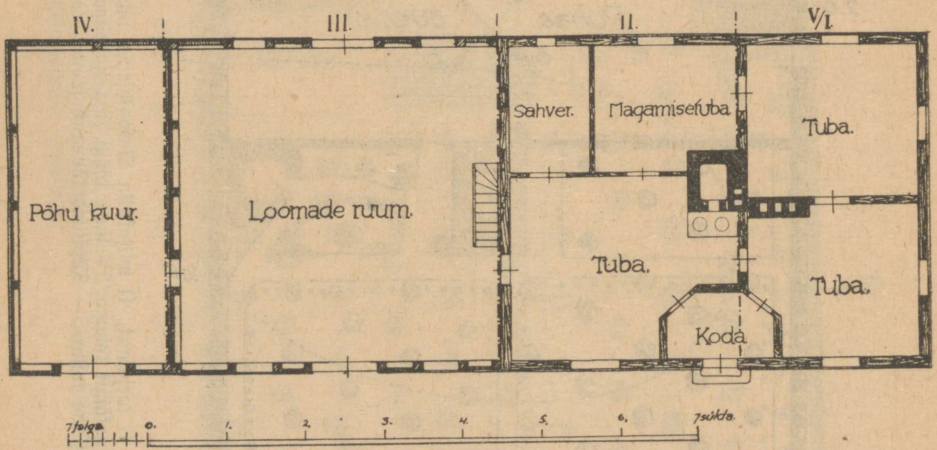 IV. III. II. V/I.
Sahver. Magamisetuba
Tuba.
Põhu kuur. Loomade ruum.
Tuba. Tuba.
Koda
7 jalga 0. 1. 2. 3. 4. 5. 6. 7 sülda.